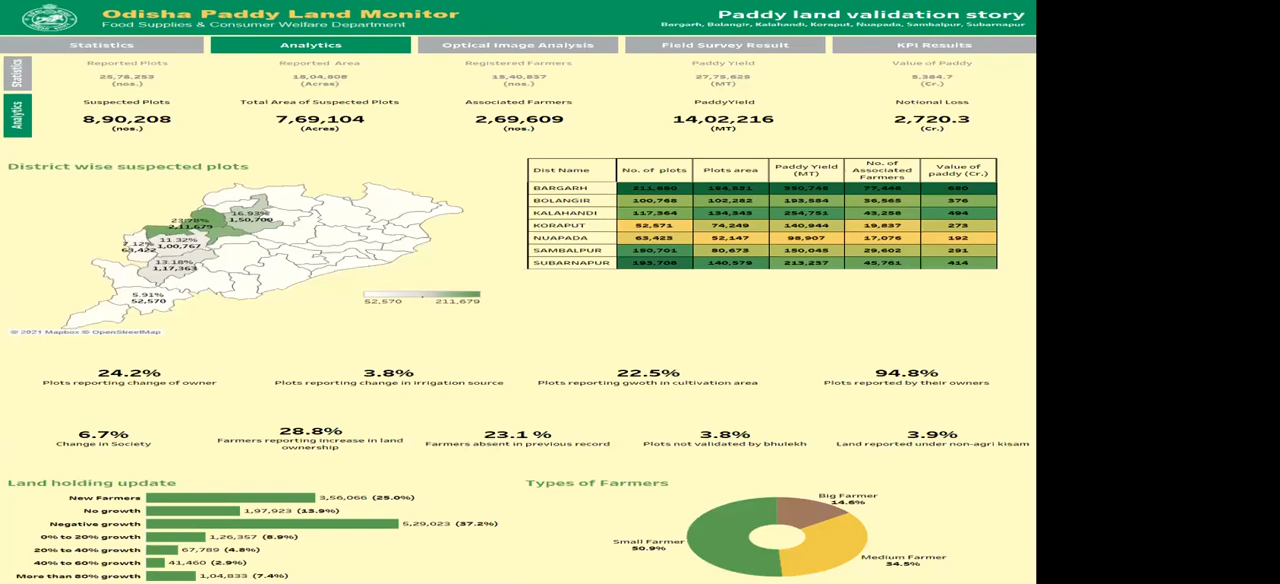 Odisha Paddy Land Monitor
Food Supplies & Consumer Welfare Department
Paddy land validation story
Bargarh, Bolangir, Kalahandi, Koraput, Nuapada, Sambalpur, Subarnapur
Statistics
Analytics
Optical Image Analysis
Field Survey Result
KPI Results
Statistics
Reported Plots
Reported Area
Registered Farmers
Paddy Yield
Value of Paddy
25,78,253
18,04,808
15,40,837
27,75,625
5,384.7
(nos.)
(Acres)
(nos.)
(MT)
(Cr.)
Analytics
Suspected Plots
Total Area of Suspected Plots
Associated Farmers
PaddyYield
Notional Loss
8,90,208
7,69,104
2,69,609
14,02,216
2,720.3
(nos.)
(Acres)
(nos.)
(MT)
(Cr.)
District wise suspected plots
23.78%
2,11,679
16.93%
1,50,700
7.12%
63,422
11.32%
1,00,767
13.18%
1,17,363
5.91%
52,570
52,570 211,679
© 2021 Mapbox © OpenStreetMap
Dist Name No. of plots Plots area Paddy Yield (MT) No. of Associated Farmers Value of paddy (Cr.)
BARGARH 211,680 184,831 350,748 77,448 680
BOLANGIR 100,768 102,282 193,584 36,565 376
KALAHANDI 117,364 134,343 254,751 43,258 494
KORAPUT 52,571 74,249 140,944 19,837 273
NUAPADA 63,423 52,147 98,907 17,076 192
SAMBALPUR 150,701 80,673 150,045 29,602 291
SUBARNAPUR 193,708 140,579 213,237 45,761 414
24.2%
Plots reporting change of owner
3.8%
Plots reporting change in irrigation source
22.5%
Plots reporting gwoth in cultivation area
94.8%
Plots reported by their owners
6.7%
Change in Society
28.8%
Farmers reporting increase in land
ownership
23.1 %
Farmers absent in previous record
3.8%
Plots not validated by bhulekh
3.9%
Land reported under non-agri kisam
Land holding update
New Farmers 3,56,066 (25.0%)
No growth 1,97,923 (13.9%)
Negative growth 5,29,023 (37.2%)
0% to 20% growth 1,26,357 (8.9%)
20% to 40% growth 67,789 (4.8%)
40% to 60% growth 41,460 (2.9%)
More than 80% growth 1,04,833 (7.4%)
Types of Farmers
Big Farmer
14.6%
Small Farmer
50.9%
Medium Farmer
34.5%